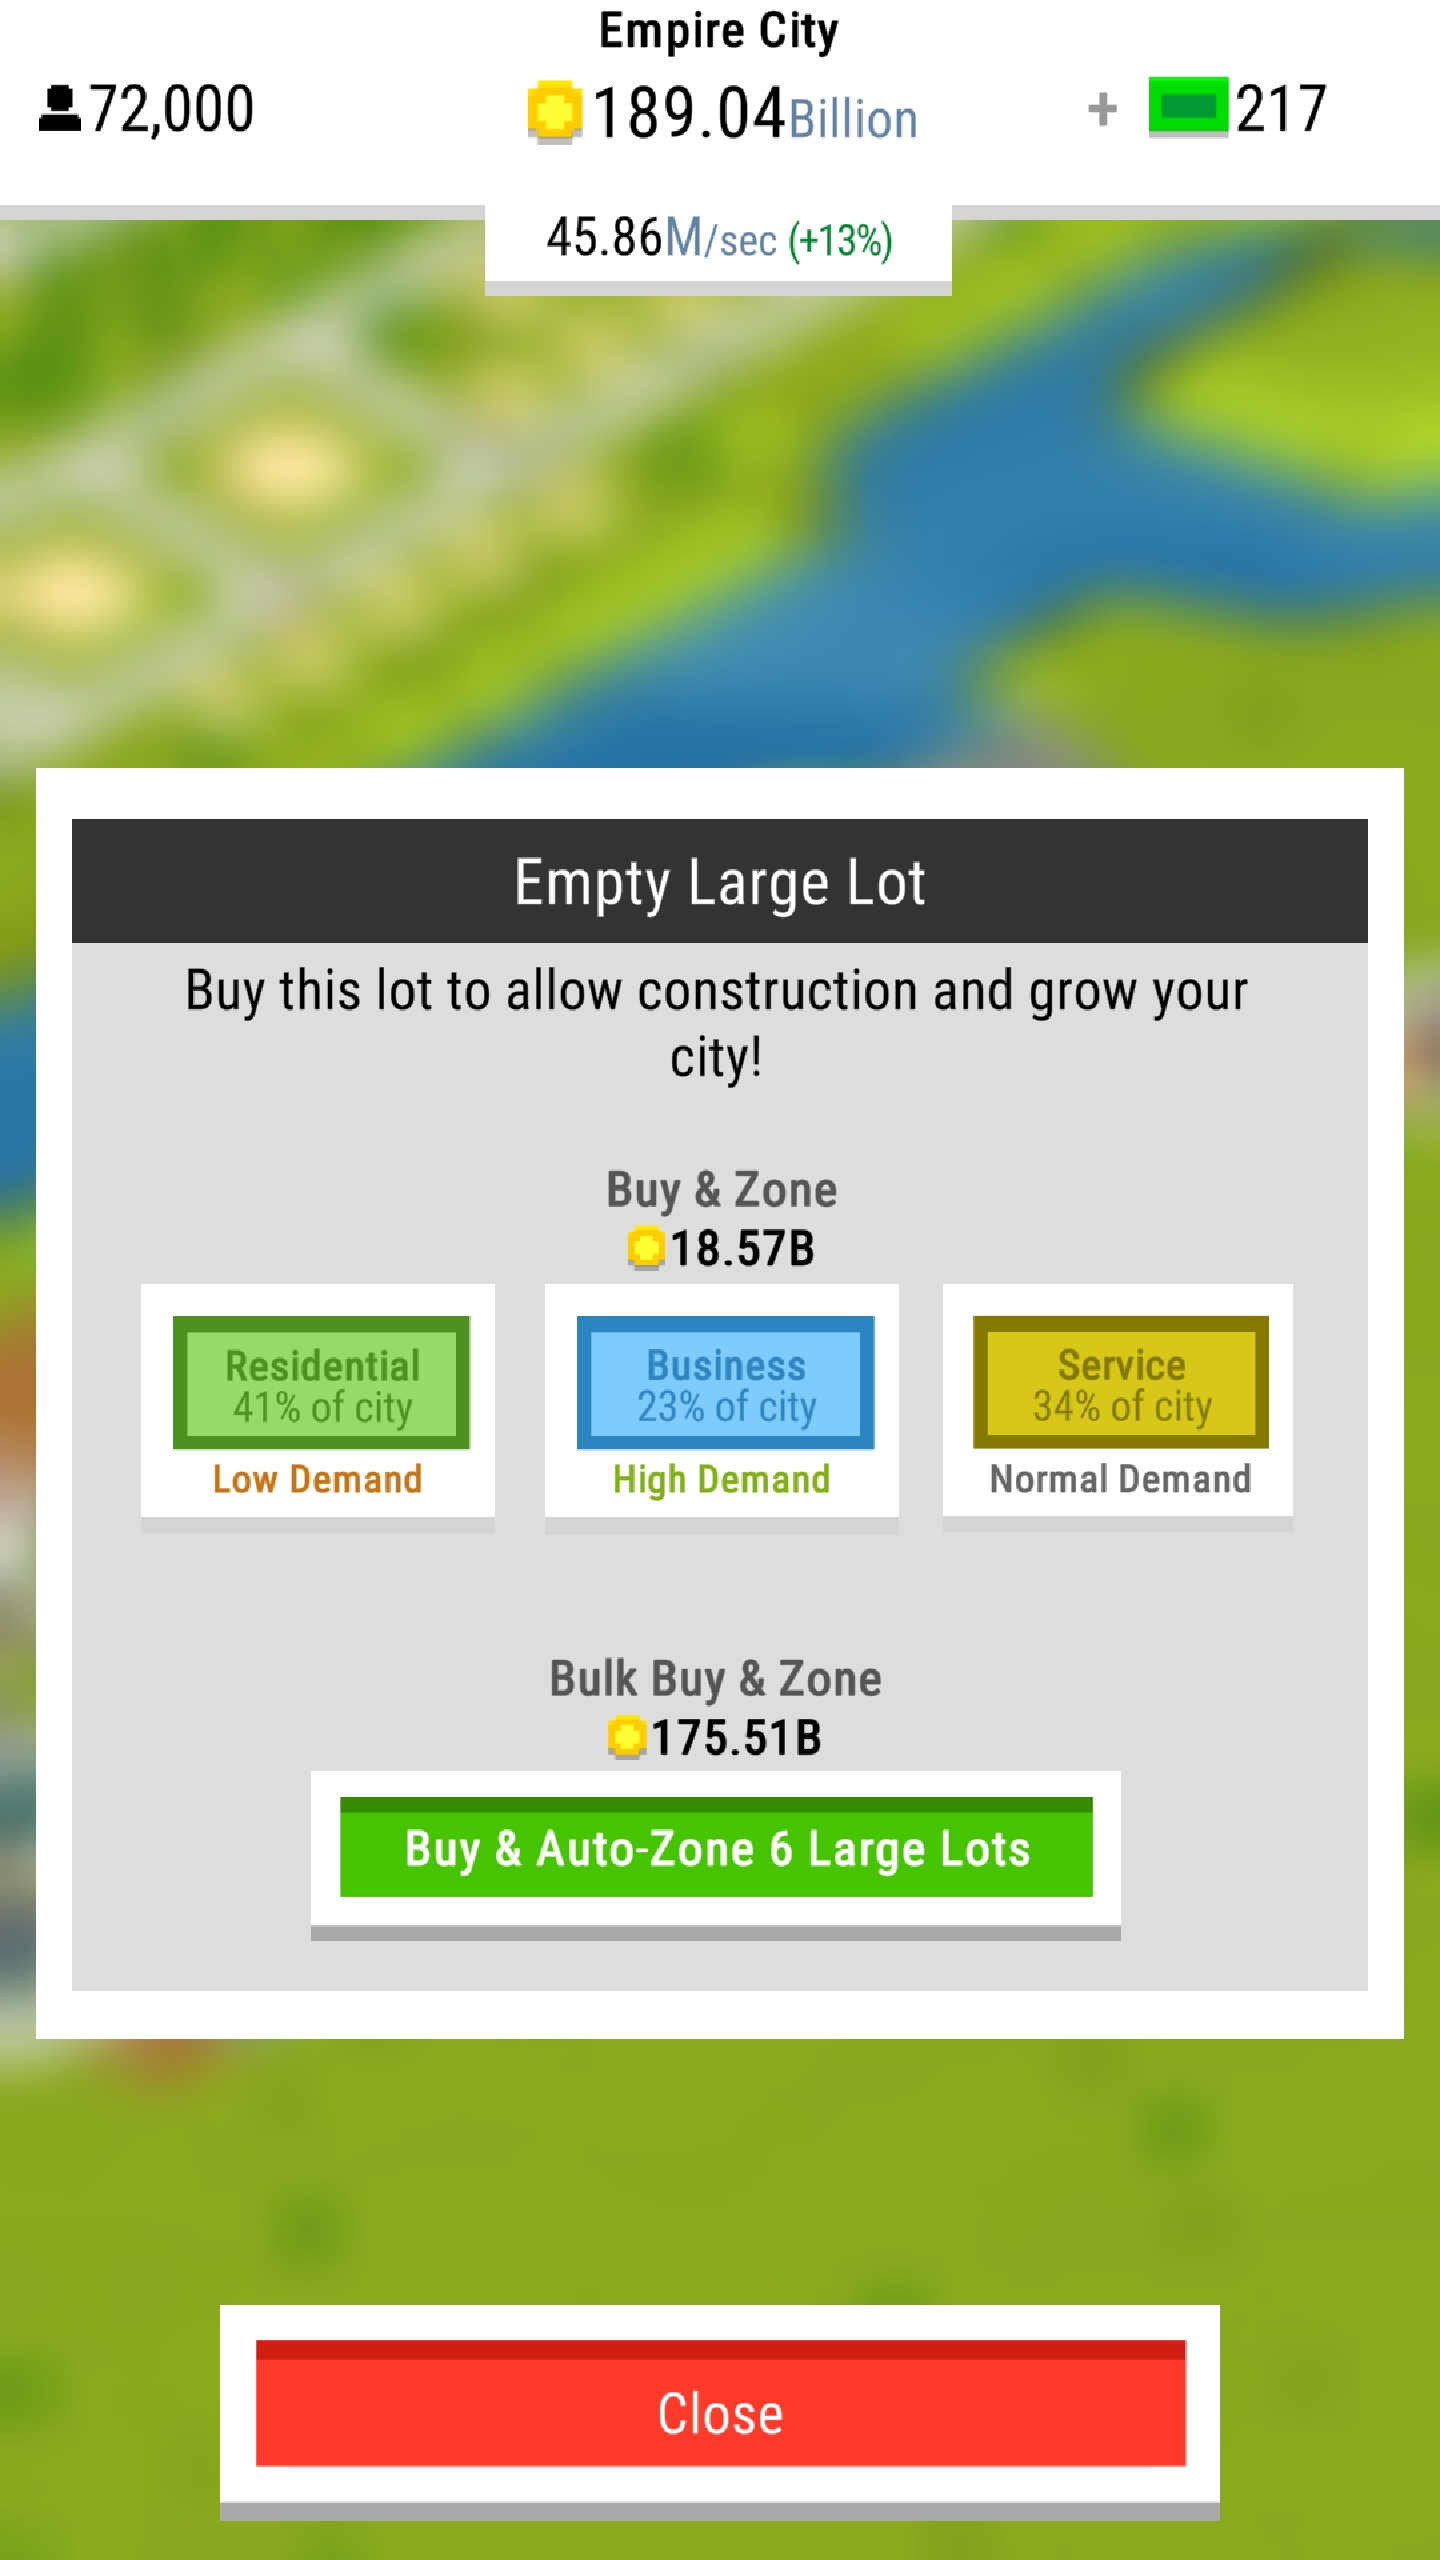 Empire City
72,000
189.04Billion
+ 217
45.86M/sec (+13%)
Empty Large Lot
Buy this lot to allow construction and grow your
city!
Buy & Zone
18.57B
Residential
41% of city
Low Demand
Business
23% of city
High Demand
Service
34% of city
Normal Demand
Bulk Buy & Zone
175.51B
Buy & Auto-Zone 6 Large Lots
Close